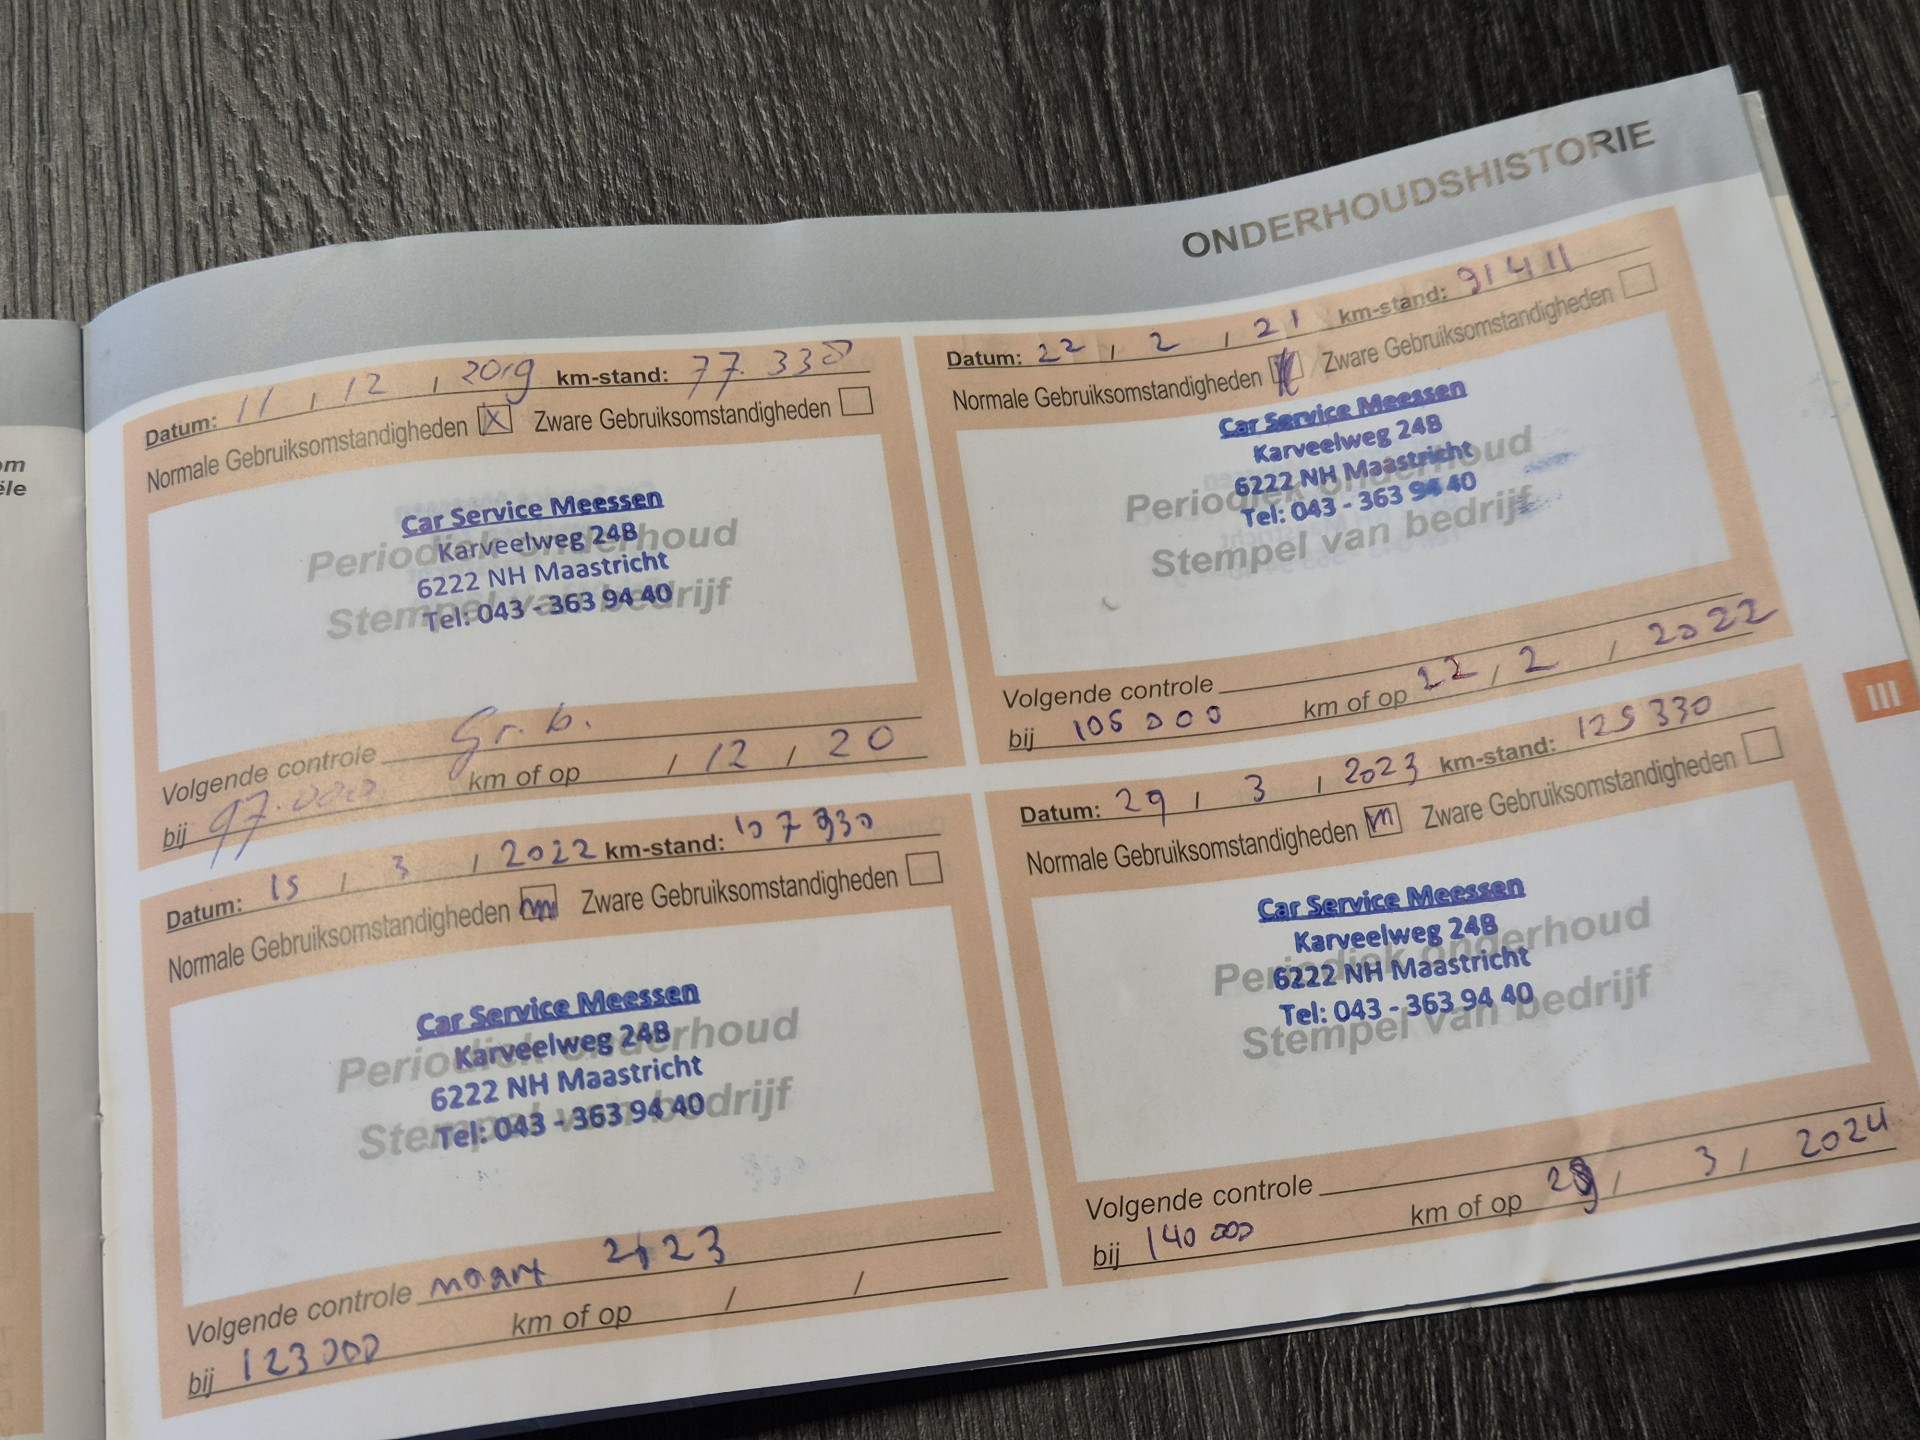 om
ële
ONDERHOUDSHISTORIE
Datum: 11 / 12 / 2019 km-stand: 77.338
Normale Gebruiksomstandigheden X Zware Gebruiksomstandigheden
Periodiek onderhoud
Stempel van bedrijf
Car Service Meessen
Karveelweg 24B
6222 NH Maastricht
Tel: 043 - 363 94 40
Volgende controle Gr. b.
bij 97.000 km of op / 12 / 20
Datum: 22 / 2 / 21 km-stand: 91411
Normale Gebruiksomstandigheden Zware Gebruiksomstandigheden
Periodiek onderhoud
Stempel van bedrijf
Car Service Meessen
Karveelweg 24B
6222 NH Maastricht
Tel: 043 - 363 94 40
Volgende controle
bij 106 000 km of op 22 / 2 / 2022
Datum: 15 / 3 / 2022 km-stand: 107930
Normale Gebruiksomstandigheden Zware Gebruiksomstandigheden
Periodiek onderhoud
Stempel van bedrijf
Car Service Meessen
Karveelweg 24B
6222 NH Maastricht
Tel: 043 - 363 94 40
Volgende controle maart 2023
bij 123000 km of op / /
Datum: 29 / 3 / 2023 km-stand: 125330
Normale Gebruiksomstandigheden Zware Gebruiksomstandigheden
Periodiek onderhoud
Stempel van bedrijf
Car Service Meessen
Karveelweg 24B
6222 NH Maastricht
Tel: 043 - 363 94 40
Volgende controle
bij 140 000 km of op 29 / 3 / 2024
III